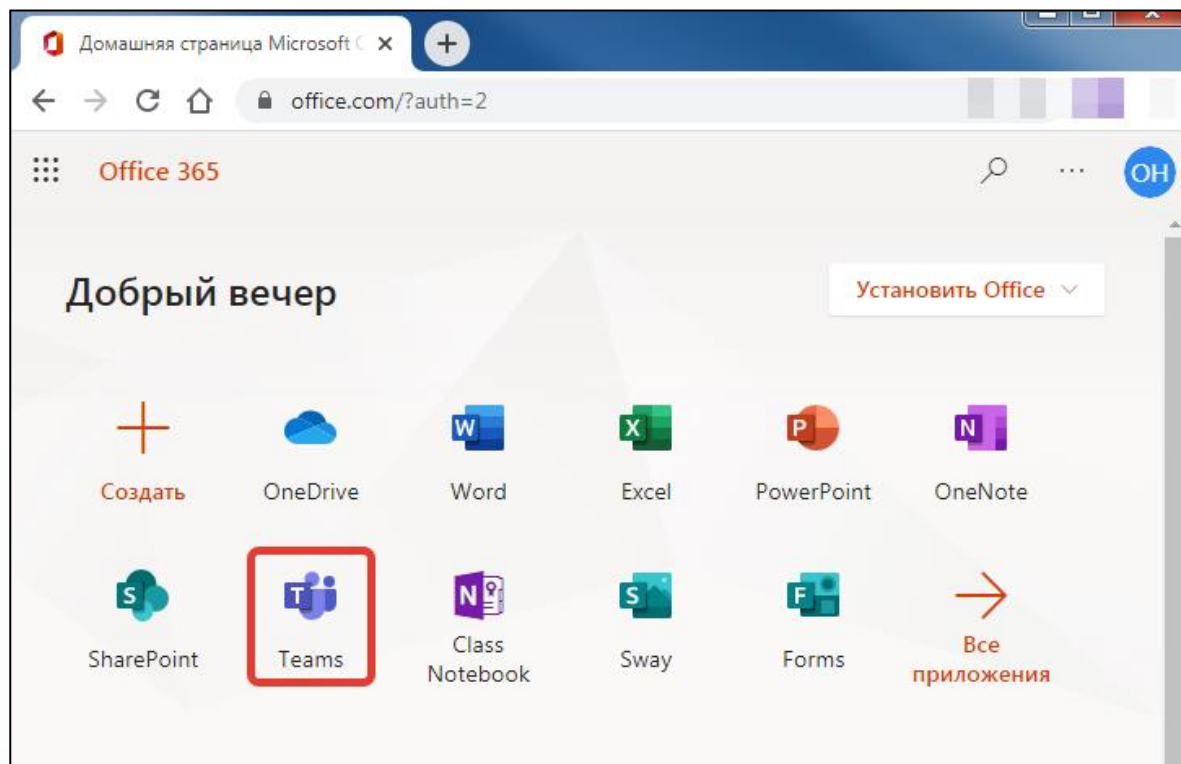 Домашняя страница Microsoft
office.com/?auth=2
Office 365
ОН
Добрый вечер
Установить Office
Создать
OneDrive
Word
Excel
PowerPoint
OneNote
SharePoint
Teams
Class
Notebook
Sway
Forms
Все
приложения